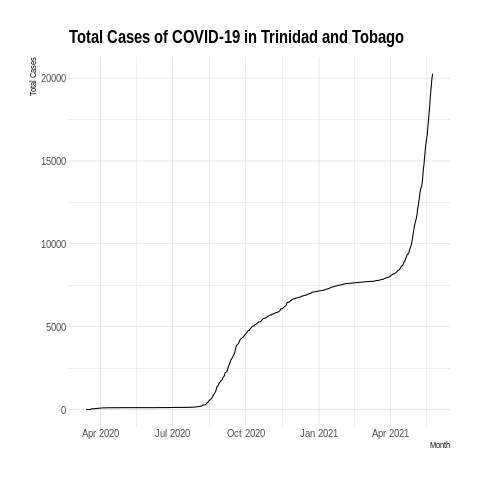 Total Cases of COVID-19 in Trinidad and Tobago
Total Cases
20000
15000
10000
5000
0
Apr 2020 Jul 2020 Oct 2020 Jan 2021 Apr 2021
Month